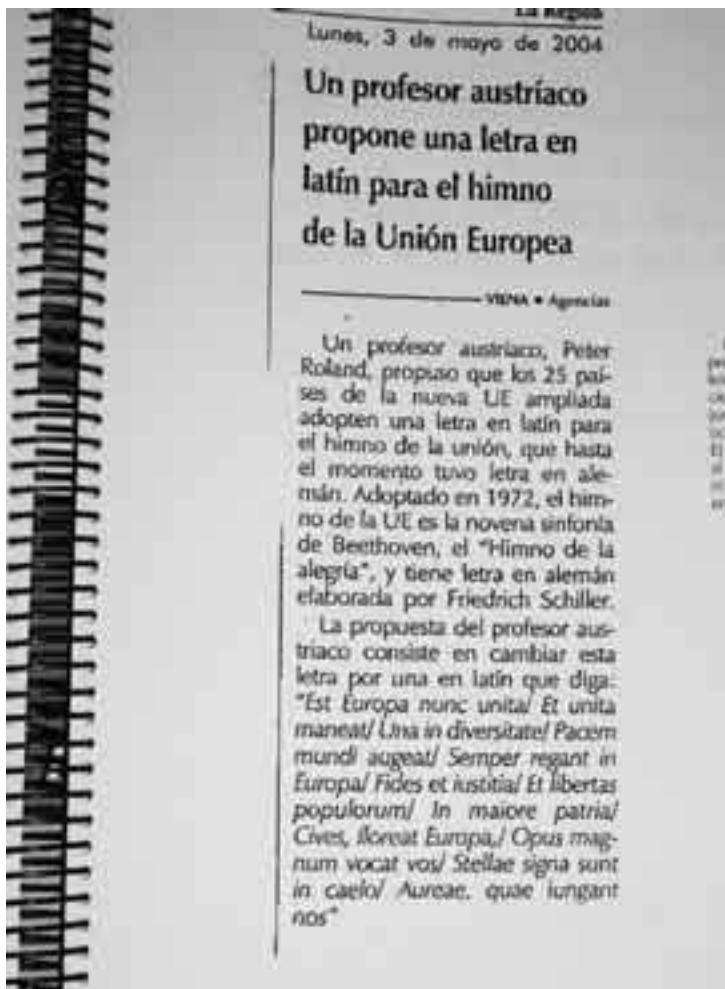 La Región
Lunes, 3 de mayo de 2004
Un profesor austríaco
propone una letra en
latín para el himno
de la Unión Europea
VIENA • Agencias
Un profesor austríaco, Peter
Roland, propuso que los 25 paí-
ses de la nueva UE ampliada
adopten una letra en latín para
el himno de la unión, que hasta
el momento tuvo letra en ale-
mán. Adoptado en 1972, el him-
no de la UE es la novena sinfonía
de Beethoven, el "Himno de la
alegría", y tiene letra en alemán
elaborada por Friedrich Schiller.
La propuesta del profesor aus-
tríaco consiste en cambiar esta
letra por una en latín que diga:
"Est Europa nunc unita/ Et unita
maneat/ Una in diversitate/ Pacem
mundi augeat/ Semper regant in
Europa/ Fides et iustitia/ Et libertas
populorum/ In maiore patria/
Cives, floreat Europa,/ Opus mag-
num vocat vos/ Stellae signa sunt
in caelo/ Aureae, quae iungant
nos"